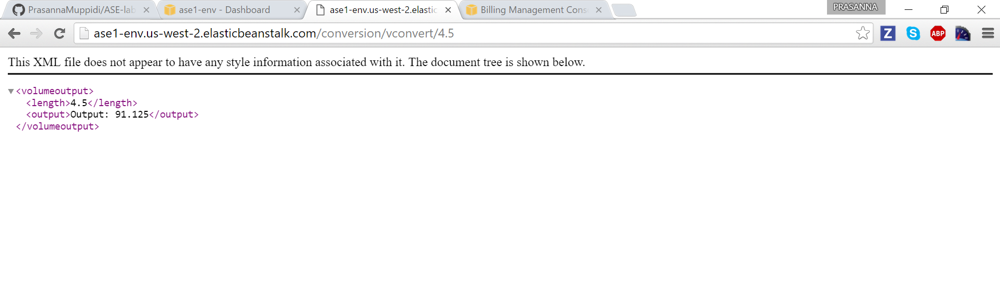 PrasannaMuppidi/ASE-lab
ase1-env - Dashboard
ase1-env.us-west-2.elastic
Billing Management Cons
PRASANNA
ase1-env.us-west-2.elasticbeanstalk.com/conversion/vconvert/4.5
Z
S
ABP
This XML file does not appear to have any style information associated with it. The document tree is shown below.
<volumeoutput>
<length>4.5</length>
<output>Output: 91.125</output>
</volumeoutput>